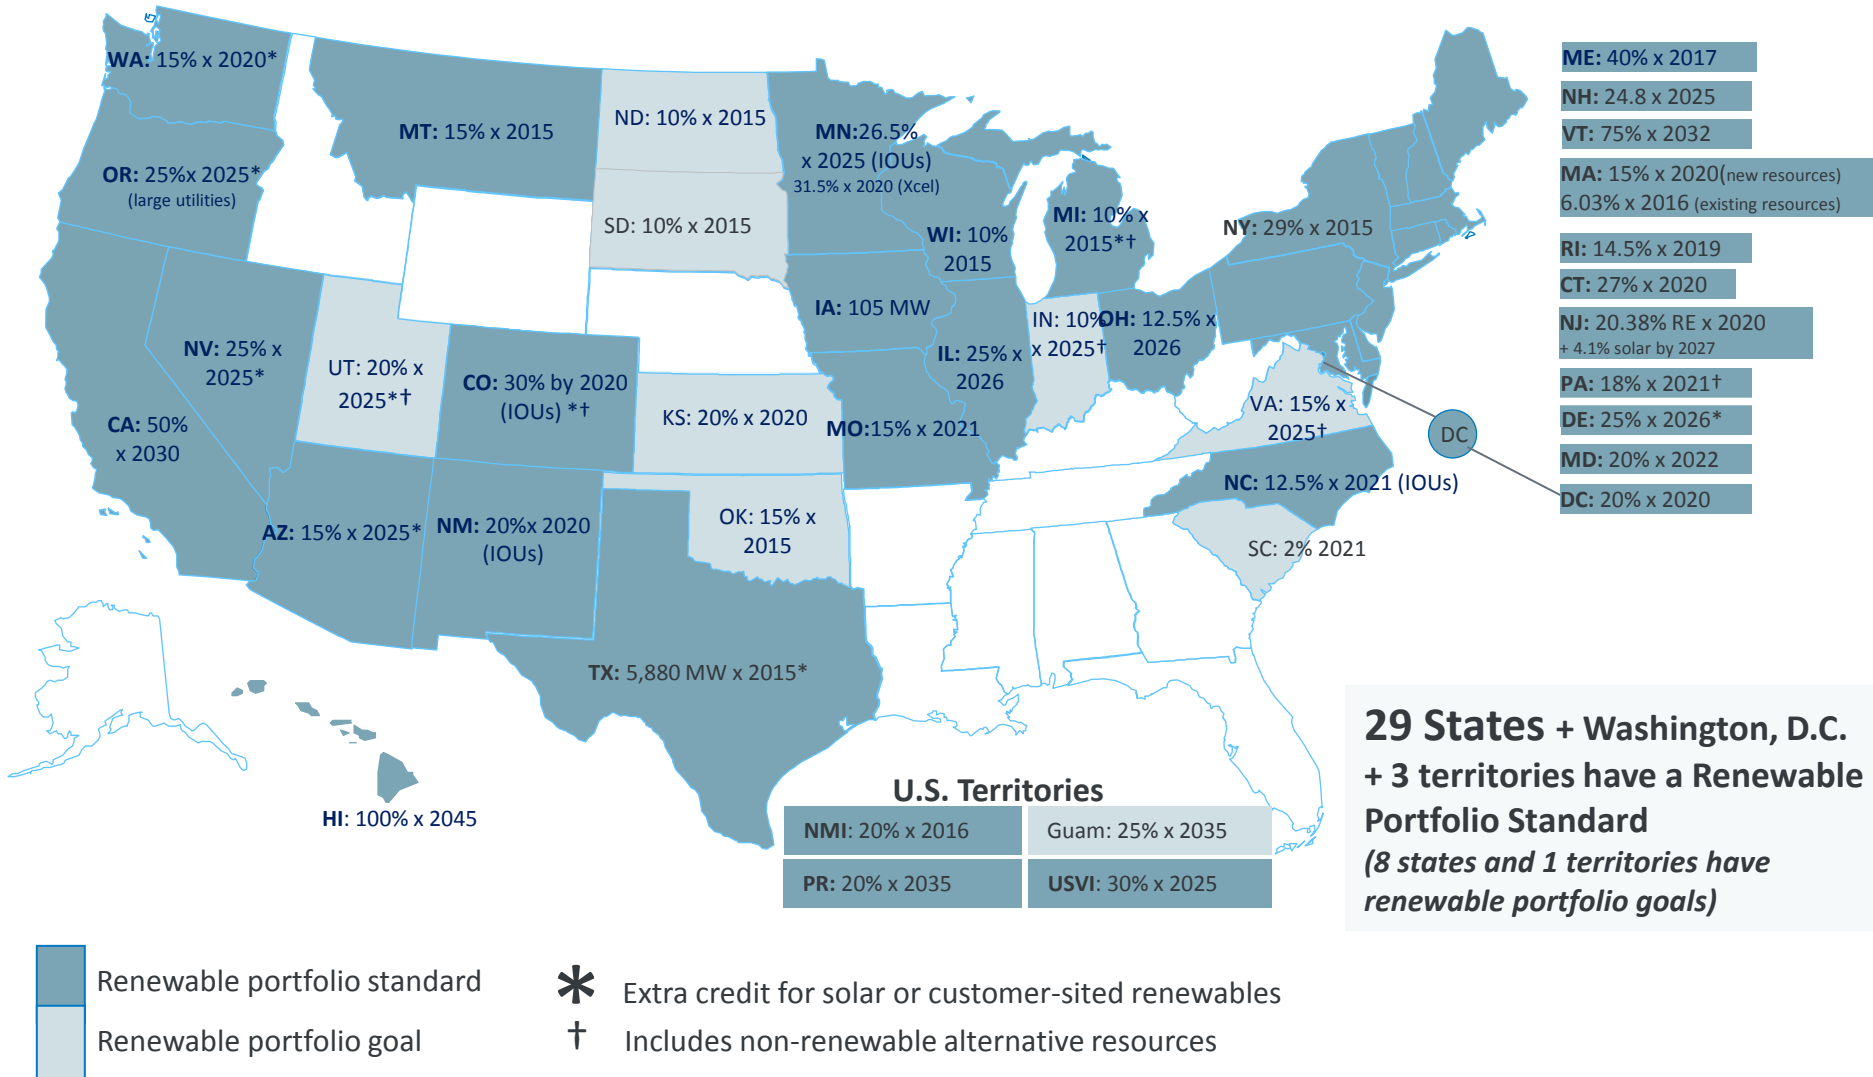 WA: 15% x 2020*
OR: 25%x 2025*
(large utilities)
CA: 50%
x 2030
NV: 25% x
2025*
MT: 15% x 2015
UT: 20% x
2025*†
AZ: 15% x 2025*
ND: 10% x 2015
SD: 10% x 2015
CO: 30% by 2020
(IOUs) *†
NM: 20%x 2020
(IOUs)
KS: 20% x 2020
OK: 15% x
2015
TX: 5,880 MW x 2015*
MN:26.5%
x 2025 (IOUs)
31.5% x 2020 (Xcel)
IA: 105 MW
MO:15% x 2021
WI: 10%
2015
IL: 25% x
2026
MI: 10% x
2015*†
IN: 10%
x 2025†
OH: 12.5% x
2026
NY: 29% x 2015
VA: 15% x
2025†
NC: 12.5% x 2021 (IOUs)
SC: 2% 2021
DC
HI: 100% x 2045
ME: 40% x 2017
NH: 24.8 x 2025
VT: 75% x 2032
MA: 15% x 2020(new resources)
6.03% x 2016 (existing resources)
RI: 14.5% x 2019
CT: 27% x 2020
NJ: 20.38% RE x 2020
+ 4.1% solar by 2027
PA: 18% x 2021†
DE: 25% x 2026*
MD: 20% x 2022
DC: 20% x 2020
U.S. Territories
NMI: 20% x 2016
Guam: 25% x 2035
PR: 20% x 2035
USVI: 30% x 2025
29 States + Washington, D.C.
+ 3 territories have a Renewable
Portfolio Standard
(8 states and 1 territories have
renewable portfolio goals)
Renewable portfolio standard
Renewable portfolio goal
* Extra credit for solar or customer-sited renewables
† Includes non-renewable alternative resources